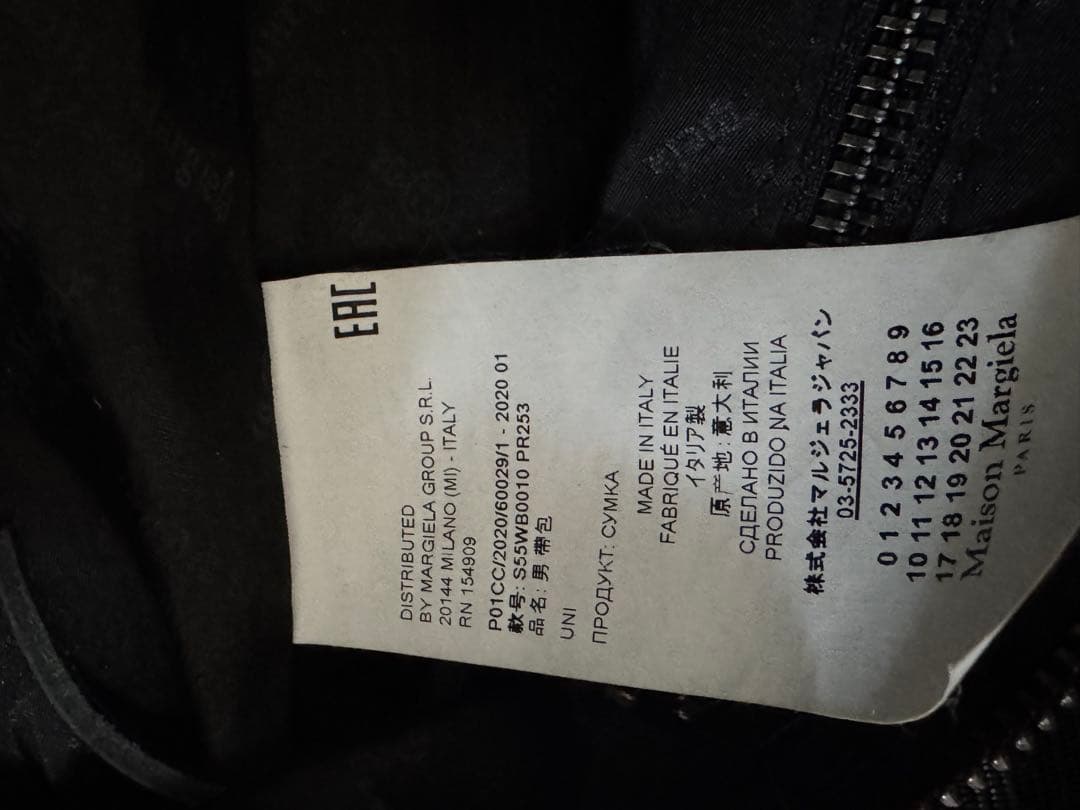 EAC
DISTRIBUTED
BY MARGIELA GROUP S.R.L.
20144 MILANO (MI) - ITALY
RN 154909
P01CC/2020/60029/1 - 2020 01
款号: S55WB0010 PR253
品名: 男 带包
UNI
ПРОДУКТ: СУМКА
MADE IN ITALY
FABRIQUÉ EN ITALIE
イタリア製
原产地: 意大利
СДЕЛАНО В ИТАЛИИ
PRODUZIDO NA ITALIA
株式会社マルジェラジャパン
03-5725-2333
0 1 2 3 4 5 6 7 8 9
10 11 12 13 14 15 16
17 18 19 20 21 22 23
Maison Margiela
PARIS